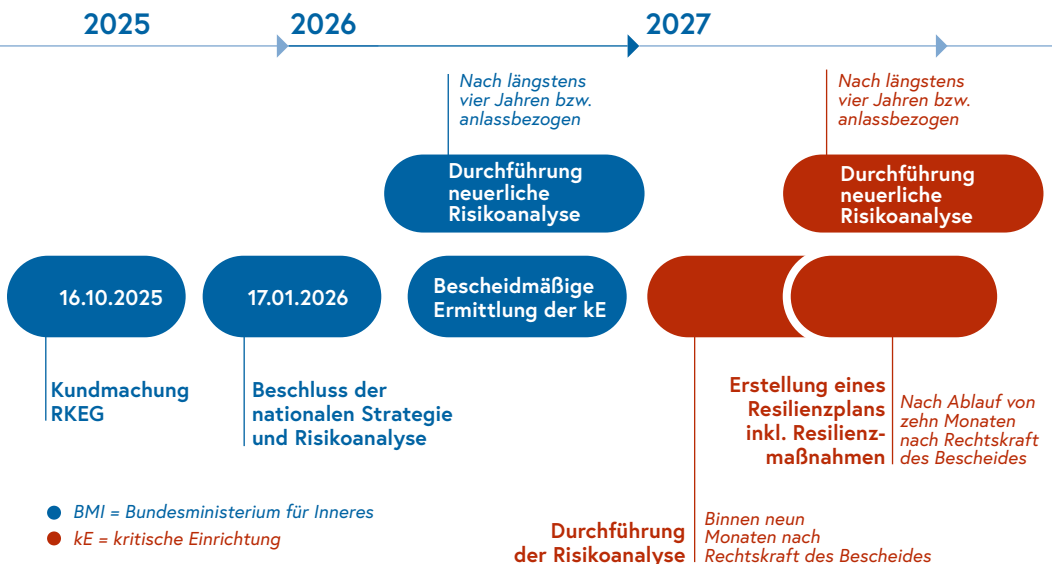 2025
2026
2027
Nach längstens
vier Jahren bzw.
anlassbezogen
Nach längstens
vier Jahren bzw.
anlassbezogen
Durchführung
neuerliche
Risikoanalyse
Durchführung
neuerliche
Risikoanalyse
16.10.2025
17.01.2026
Bescheidmäßige
Ermittlung der kE
Kundmachung
RKEG
Beschluss der
nationalen Strategie
und Risikoanalyse
Erstellung eines
Resilienzplans
inkl. Resilienz-
maßnahmen
Nach Ablauf von
zehn Monaten
nach Rechtskraft
des Bescheides
BMI = Bundesministerium für Inneres
kE = kritische Einrichtung
Durchführung
der Risikoanalyse
Binnen neun
Monaten nach
Rechtskraft des Bescheides